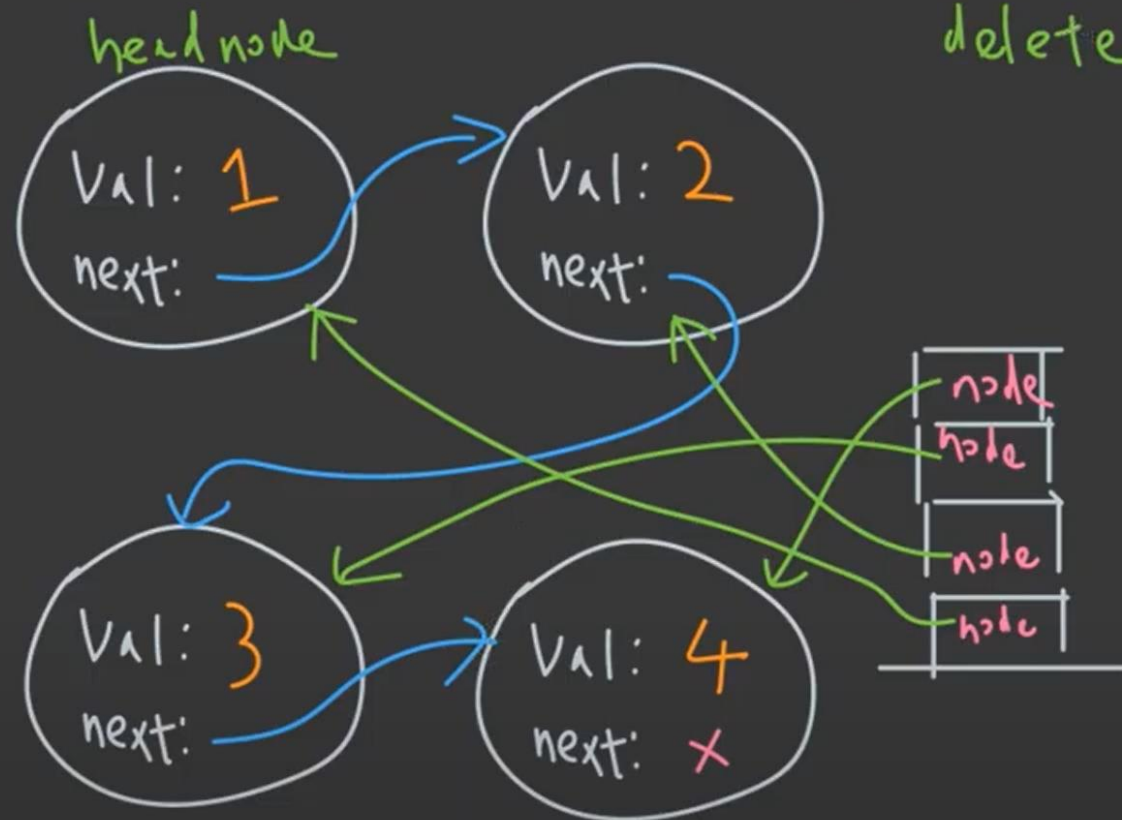 head node
delete
Val: 1
next:
Val: 2
next:
node
node
node
node
Val: 3
next:
Val: 4
next: x